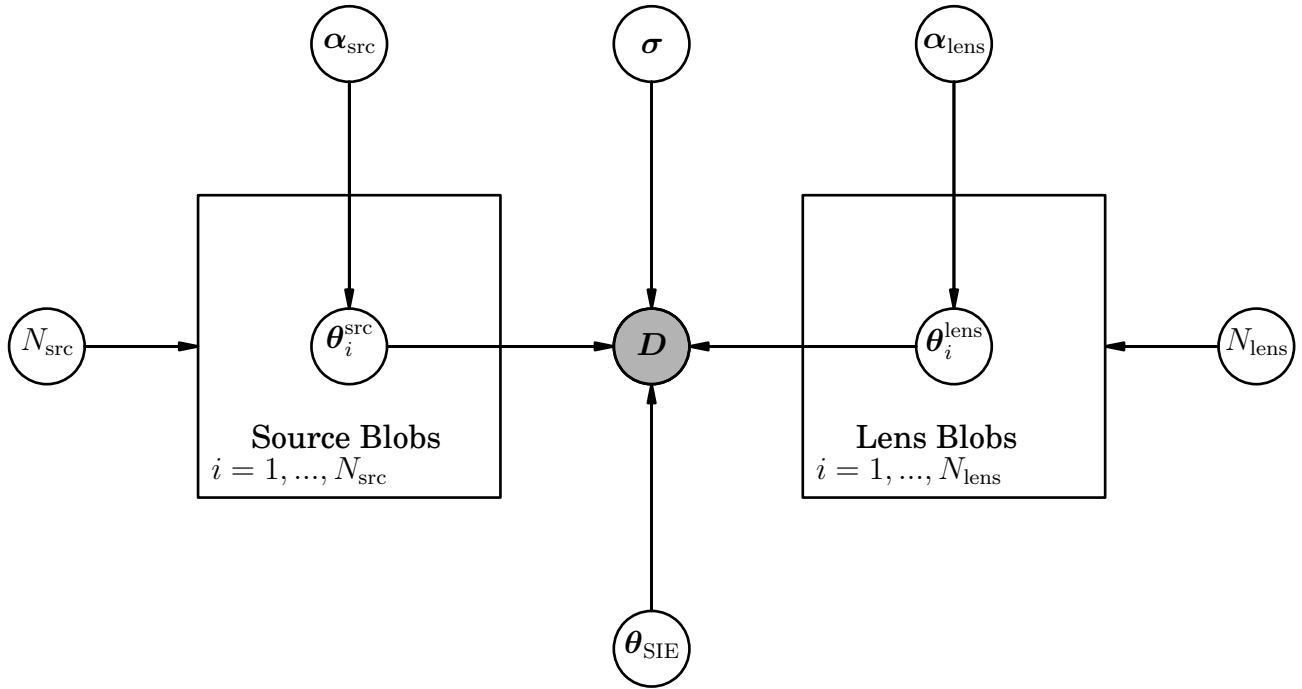 α_src
σ
α_lens
N_src
θ_i^src
D
θ_i^lens
N_lens
Source Blobs
i = 1, ..., N_src
Lens Blobs
i = 1, ..., N_lens
θ_SIE